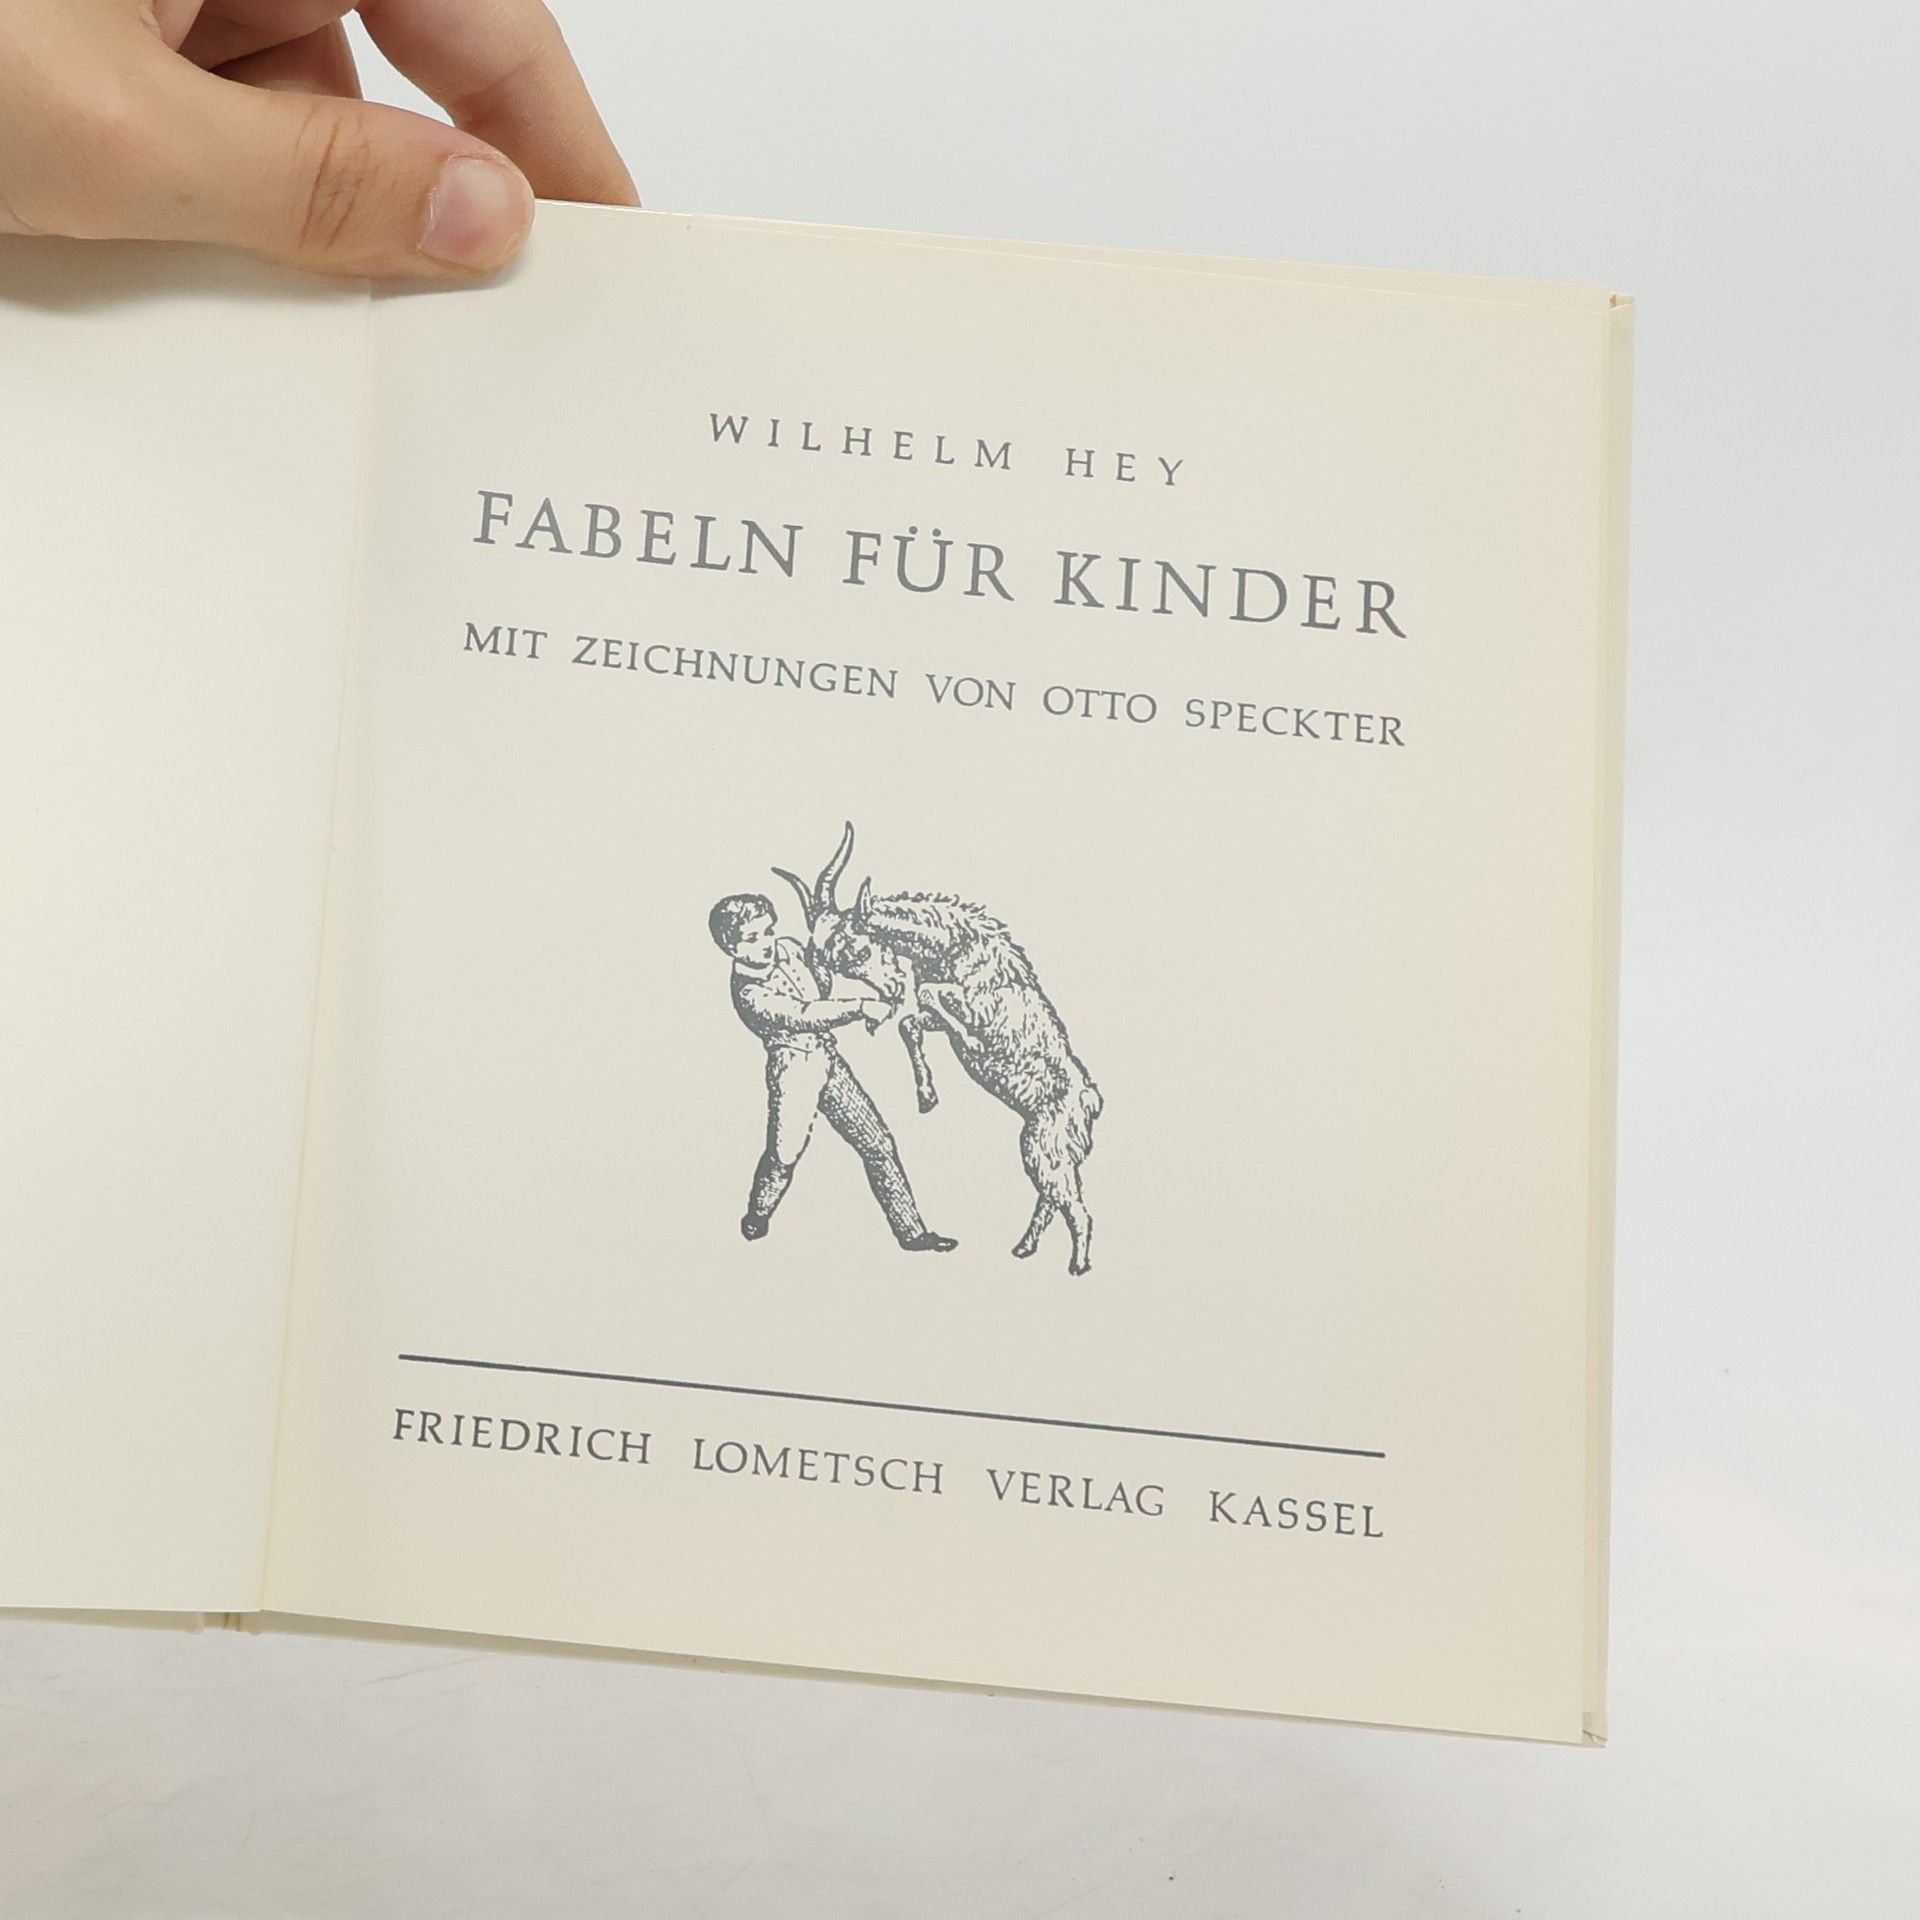 WILHELM HEY
FABELN FÜR KINDER
MIT ZEICHNUNGEN VON OTTO SPECKTER
FRIEDRICH LOMETSCH VERLAG KASSEL